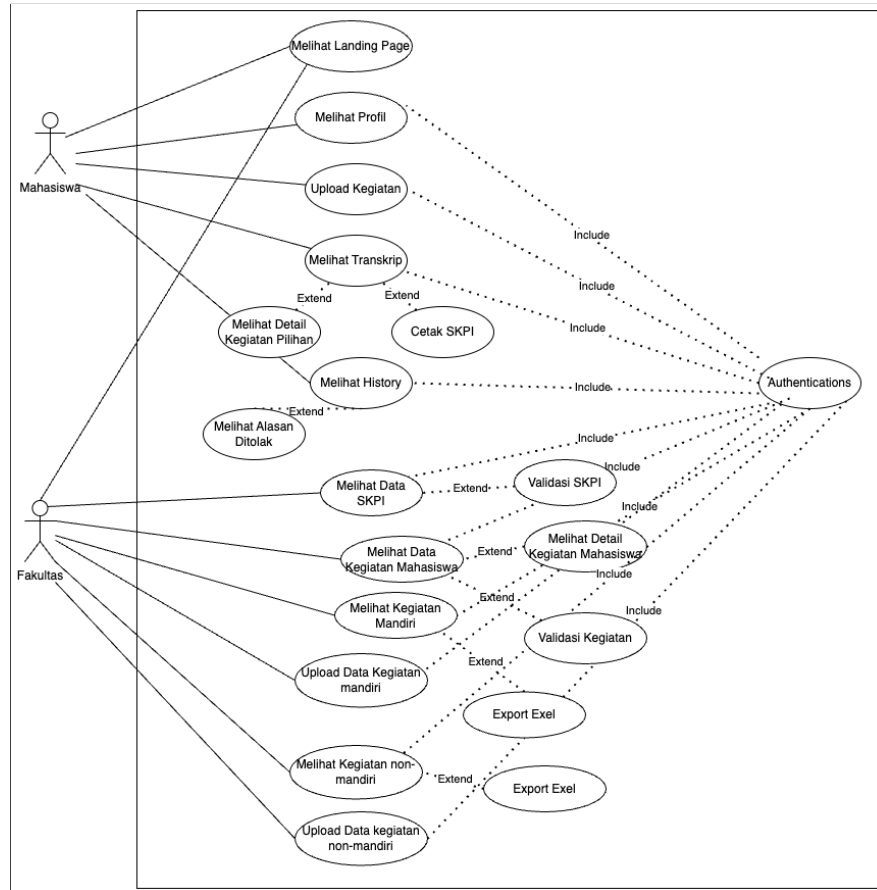 Melihat Landing Page
Melihat Profil
Mahasiswa
Upload Kegiatan
Include
Melihat Transkrip
Include
Extend
Extend
Include
Melihat Detail
Kegiatan Pilihan
Cetak SKPI
Melihat History
Include
Authentications
Extend
Melihat Alasan
Ditolak
Include
Melihat Data
SKPI
Extend
Validasi SKPI
Include
Fakultas
Melihat Data
Kegiatan Mahasiswa
Extend
Melihat Detail
Kegiatan Mahasiswa
Include
Include
Melihat Kegiatan
Mandiri
Extend
Validasi Kegiatan
Include
Extend
Upload Data Kegiatan
mandiri
Export Exel
Melihat Kegiatan non-
mandiri
Extend
Export Exel
Upload Data kegiatan
non-mandiri